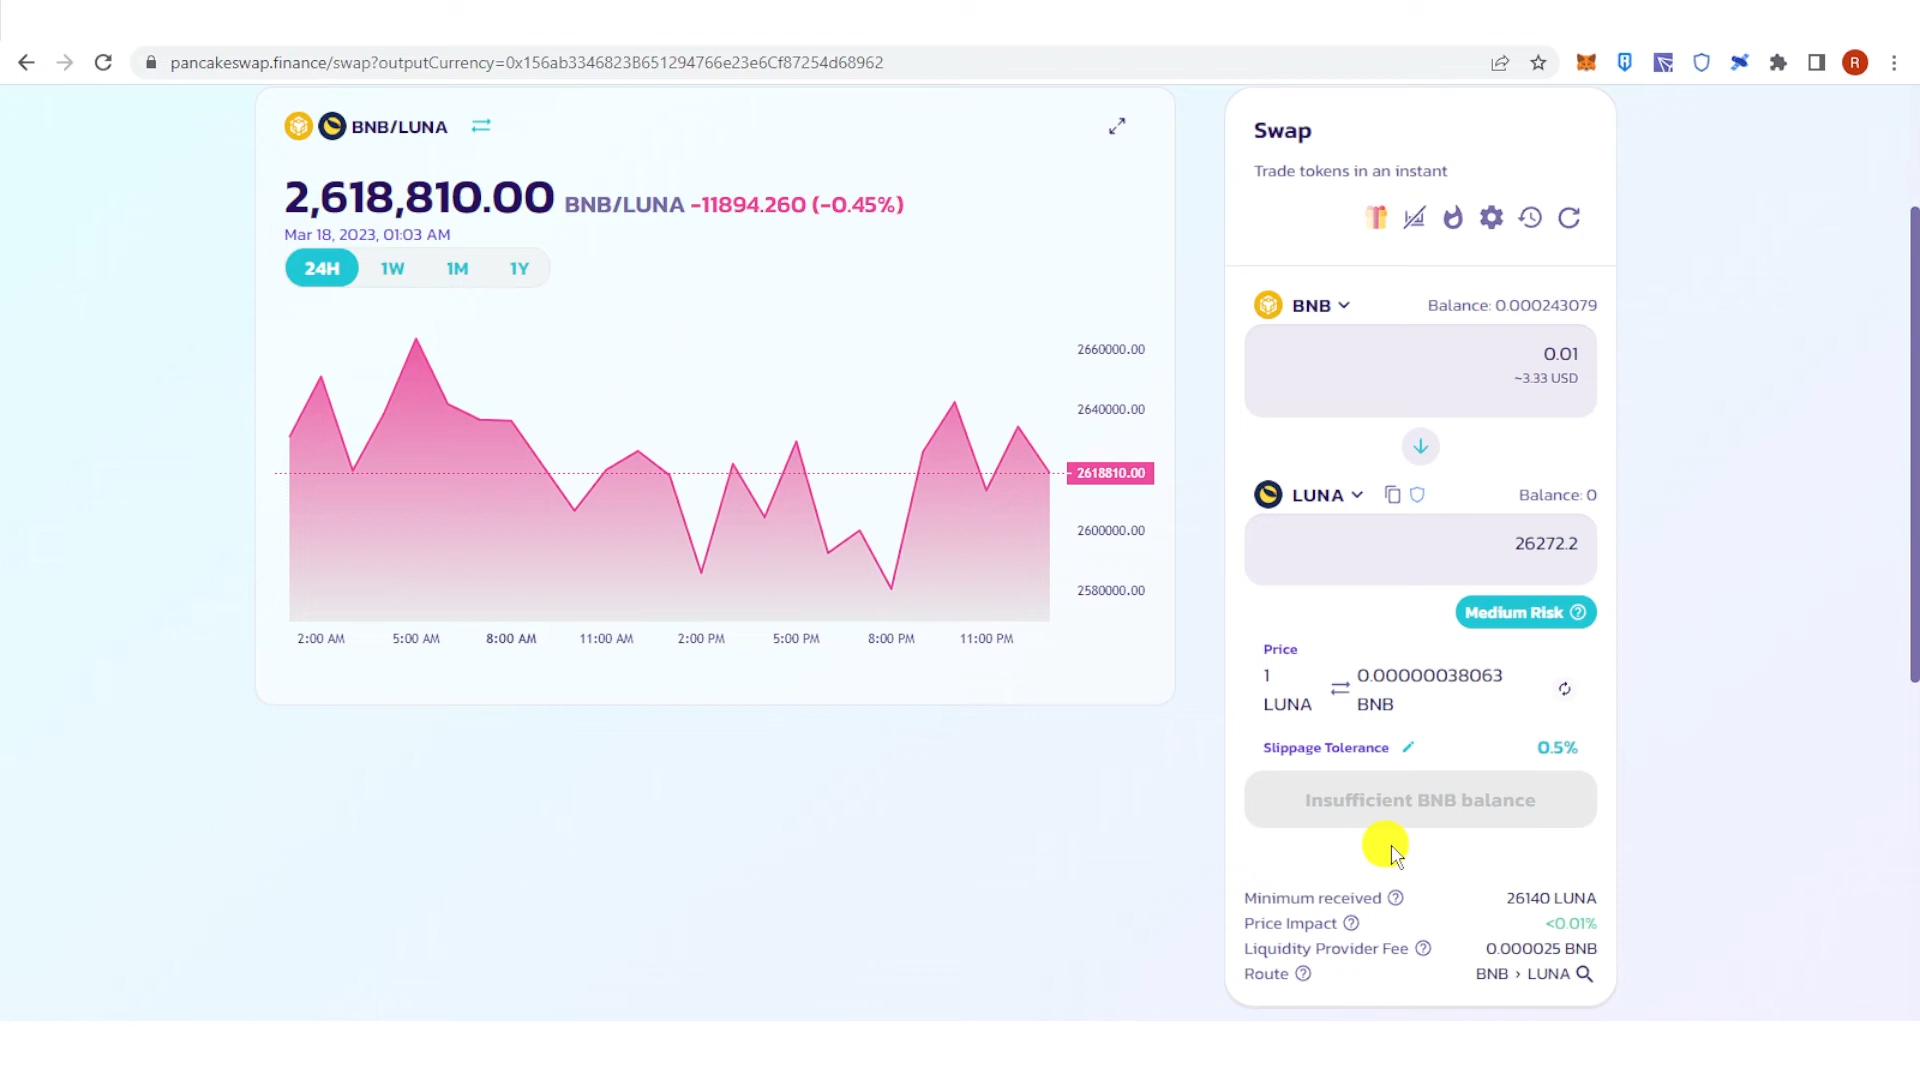 pancakeswap.finance/swap?outputCurrency=0x156ab3346823B651294766e23e6Cf87254d68962
R
BNB/LUNA
2,618,810.00 BNB/LUNA -11894.260 (-0.45%)
Mar 18, 2023, 01:03 AM
24H 1W 1M 1Y
2660000.00
2640000.00
2618810.00
2600000.00
2580000.00
2:00 AM 5:00 AM 8:00 AM 11:00 AM 2:00 PM 5:00 PM 8:00 PM 11:00 PM
Swap
Trade tokens in an instant
BNB Balance: 0.000243079
0.01
~3.33 USD
LUNA Balance: 0
26272.2
Medium Risk
Price
1 LUNA
0.00000038063 BNB
Slippage Tolerance 0.5%
Insufficient BNB balance
Minimum received 26140 LUNA
Price Impact <0.01%
Liquidity Provider Fee 0.000025 BNB
Route BNB > LUNA